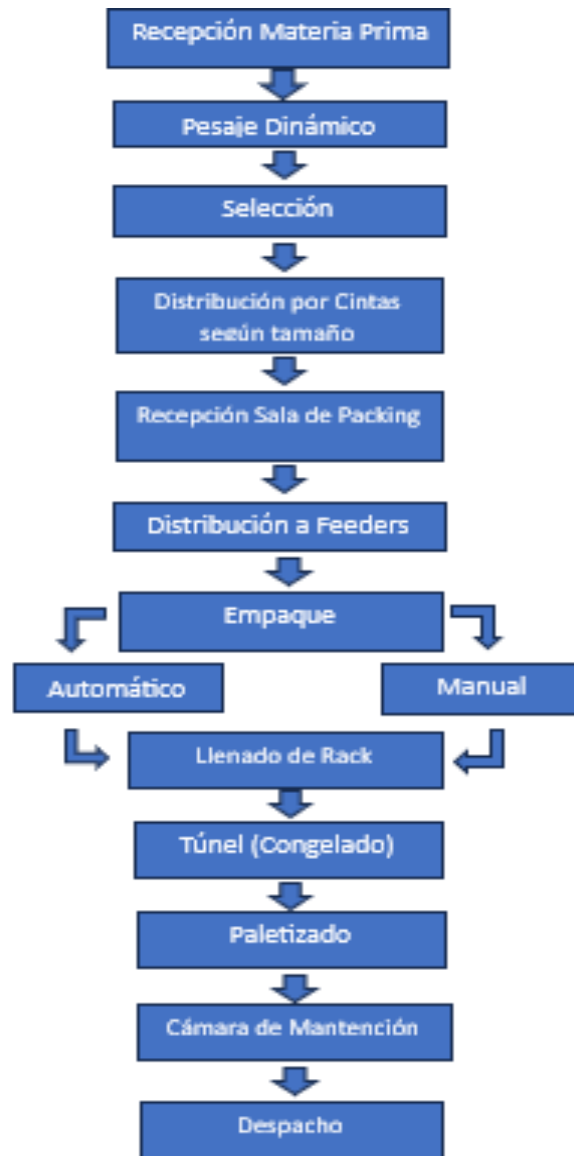 Recepción Materia Prima
Pesaje Dinámico
Selección
Distribución por Cintas
según tamaño
Recepción Sala de Packing
Distribución a Feeders
Empaque
Automático
Manual
Llenado de Rack
Túnel (Congelado)
Paletizado
Cámara de Mantención
Despacho